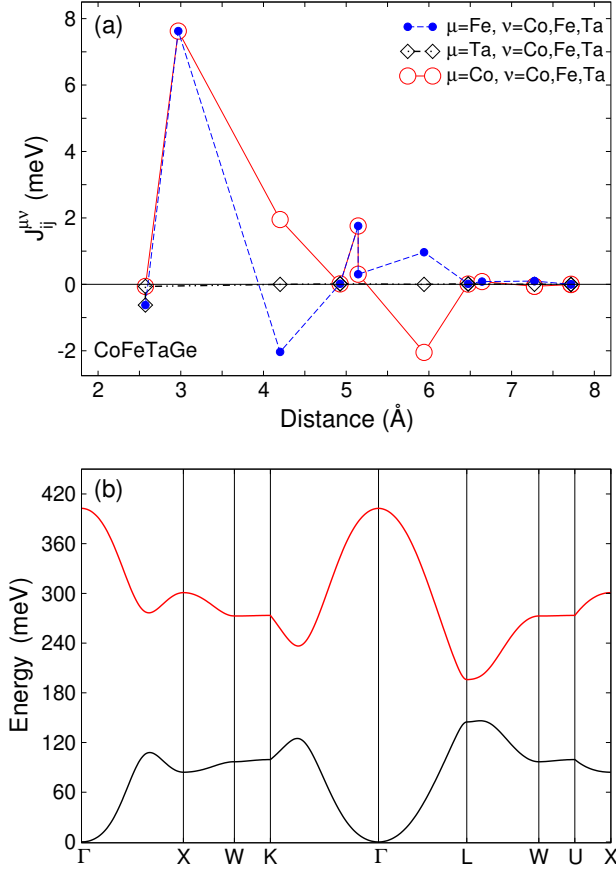 (a)
μ=Fe, ν=Co,Fe,Ta
μ=Ta, ν=Co,Fe,Ta
μ=Co, ν=Co,Fe,Ta
8
6
4
2
0
-2
J_ij^μν (meV)
CoFeTaGe
2 3 4 5 6 7 8
Distance (Å)
(b)
420
360
300
240
180
120
60
0
Energy (meV)
Γ X W K Γ L W U X